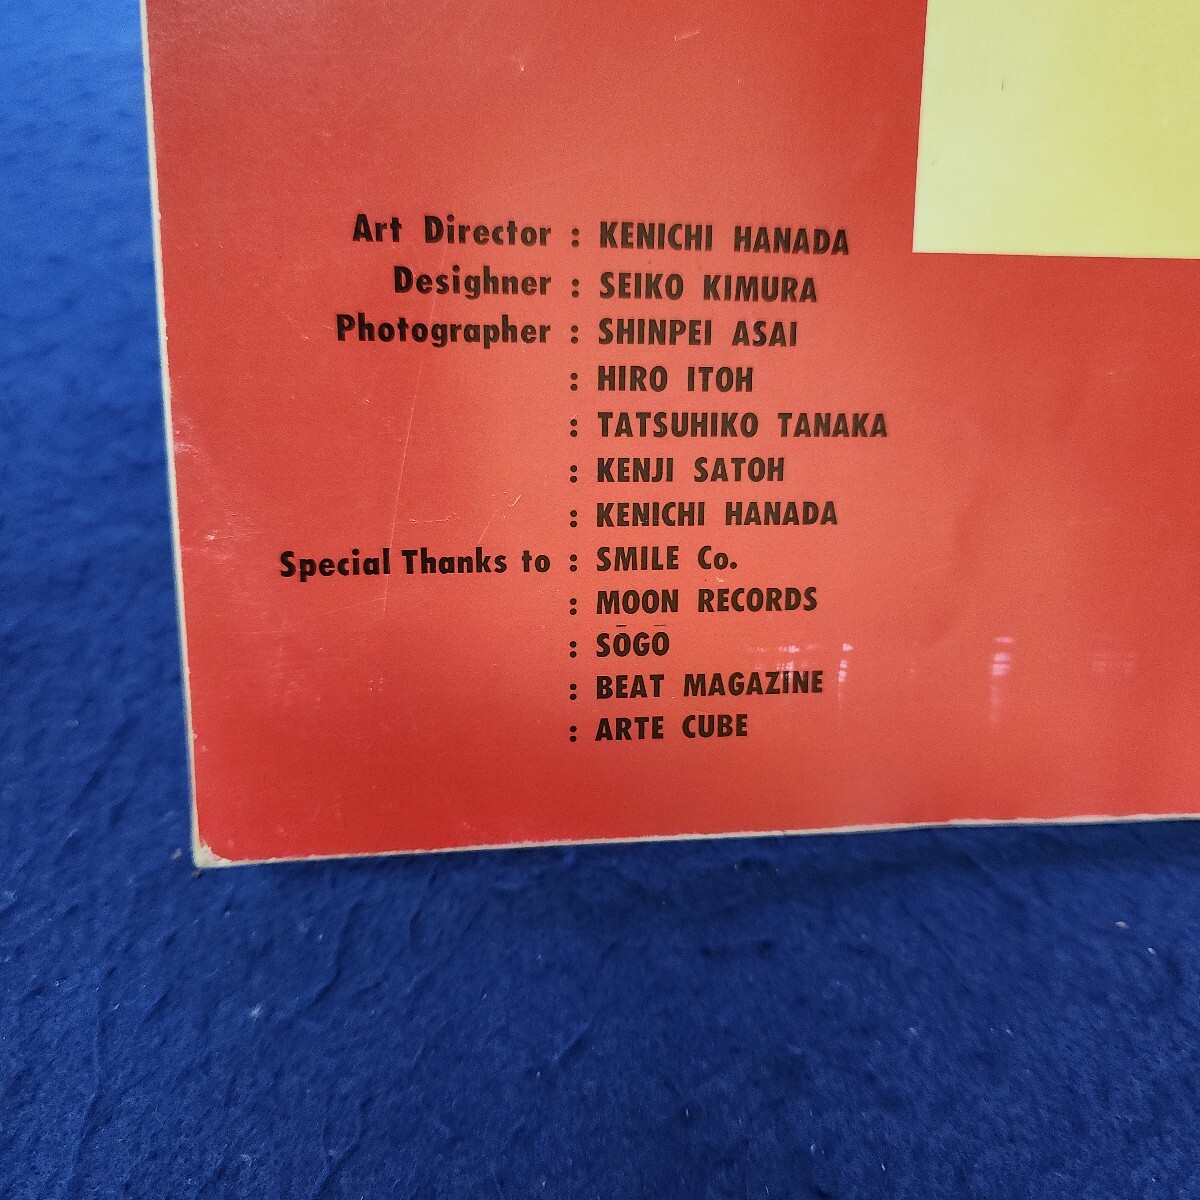 Art Director : KENICHI HANADA
Desighner : SEIKO KIMURA
Photographer : SHINPEI ASAI
: HIRO ITOH
: TATSUHIKO TANAKA
: KENJI SATOH
: KENICHI HANADA
Special Thanks to : SMILE Co.
: MOON RECORDS
: SŌGŌ
: BEAT MAGAZINE
: ARTE CUBE